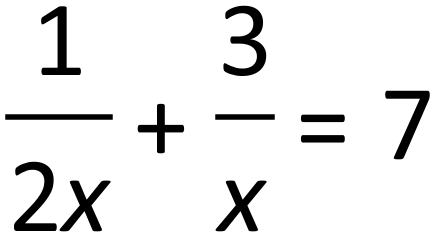 1/2x + 3/x = 7